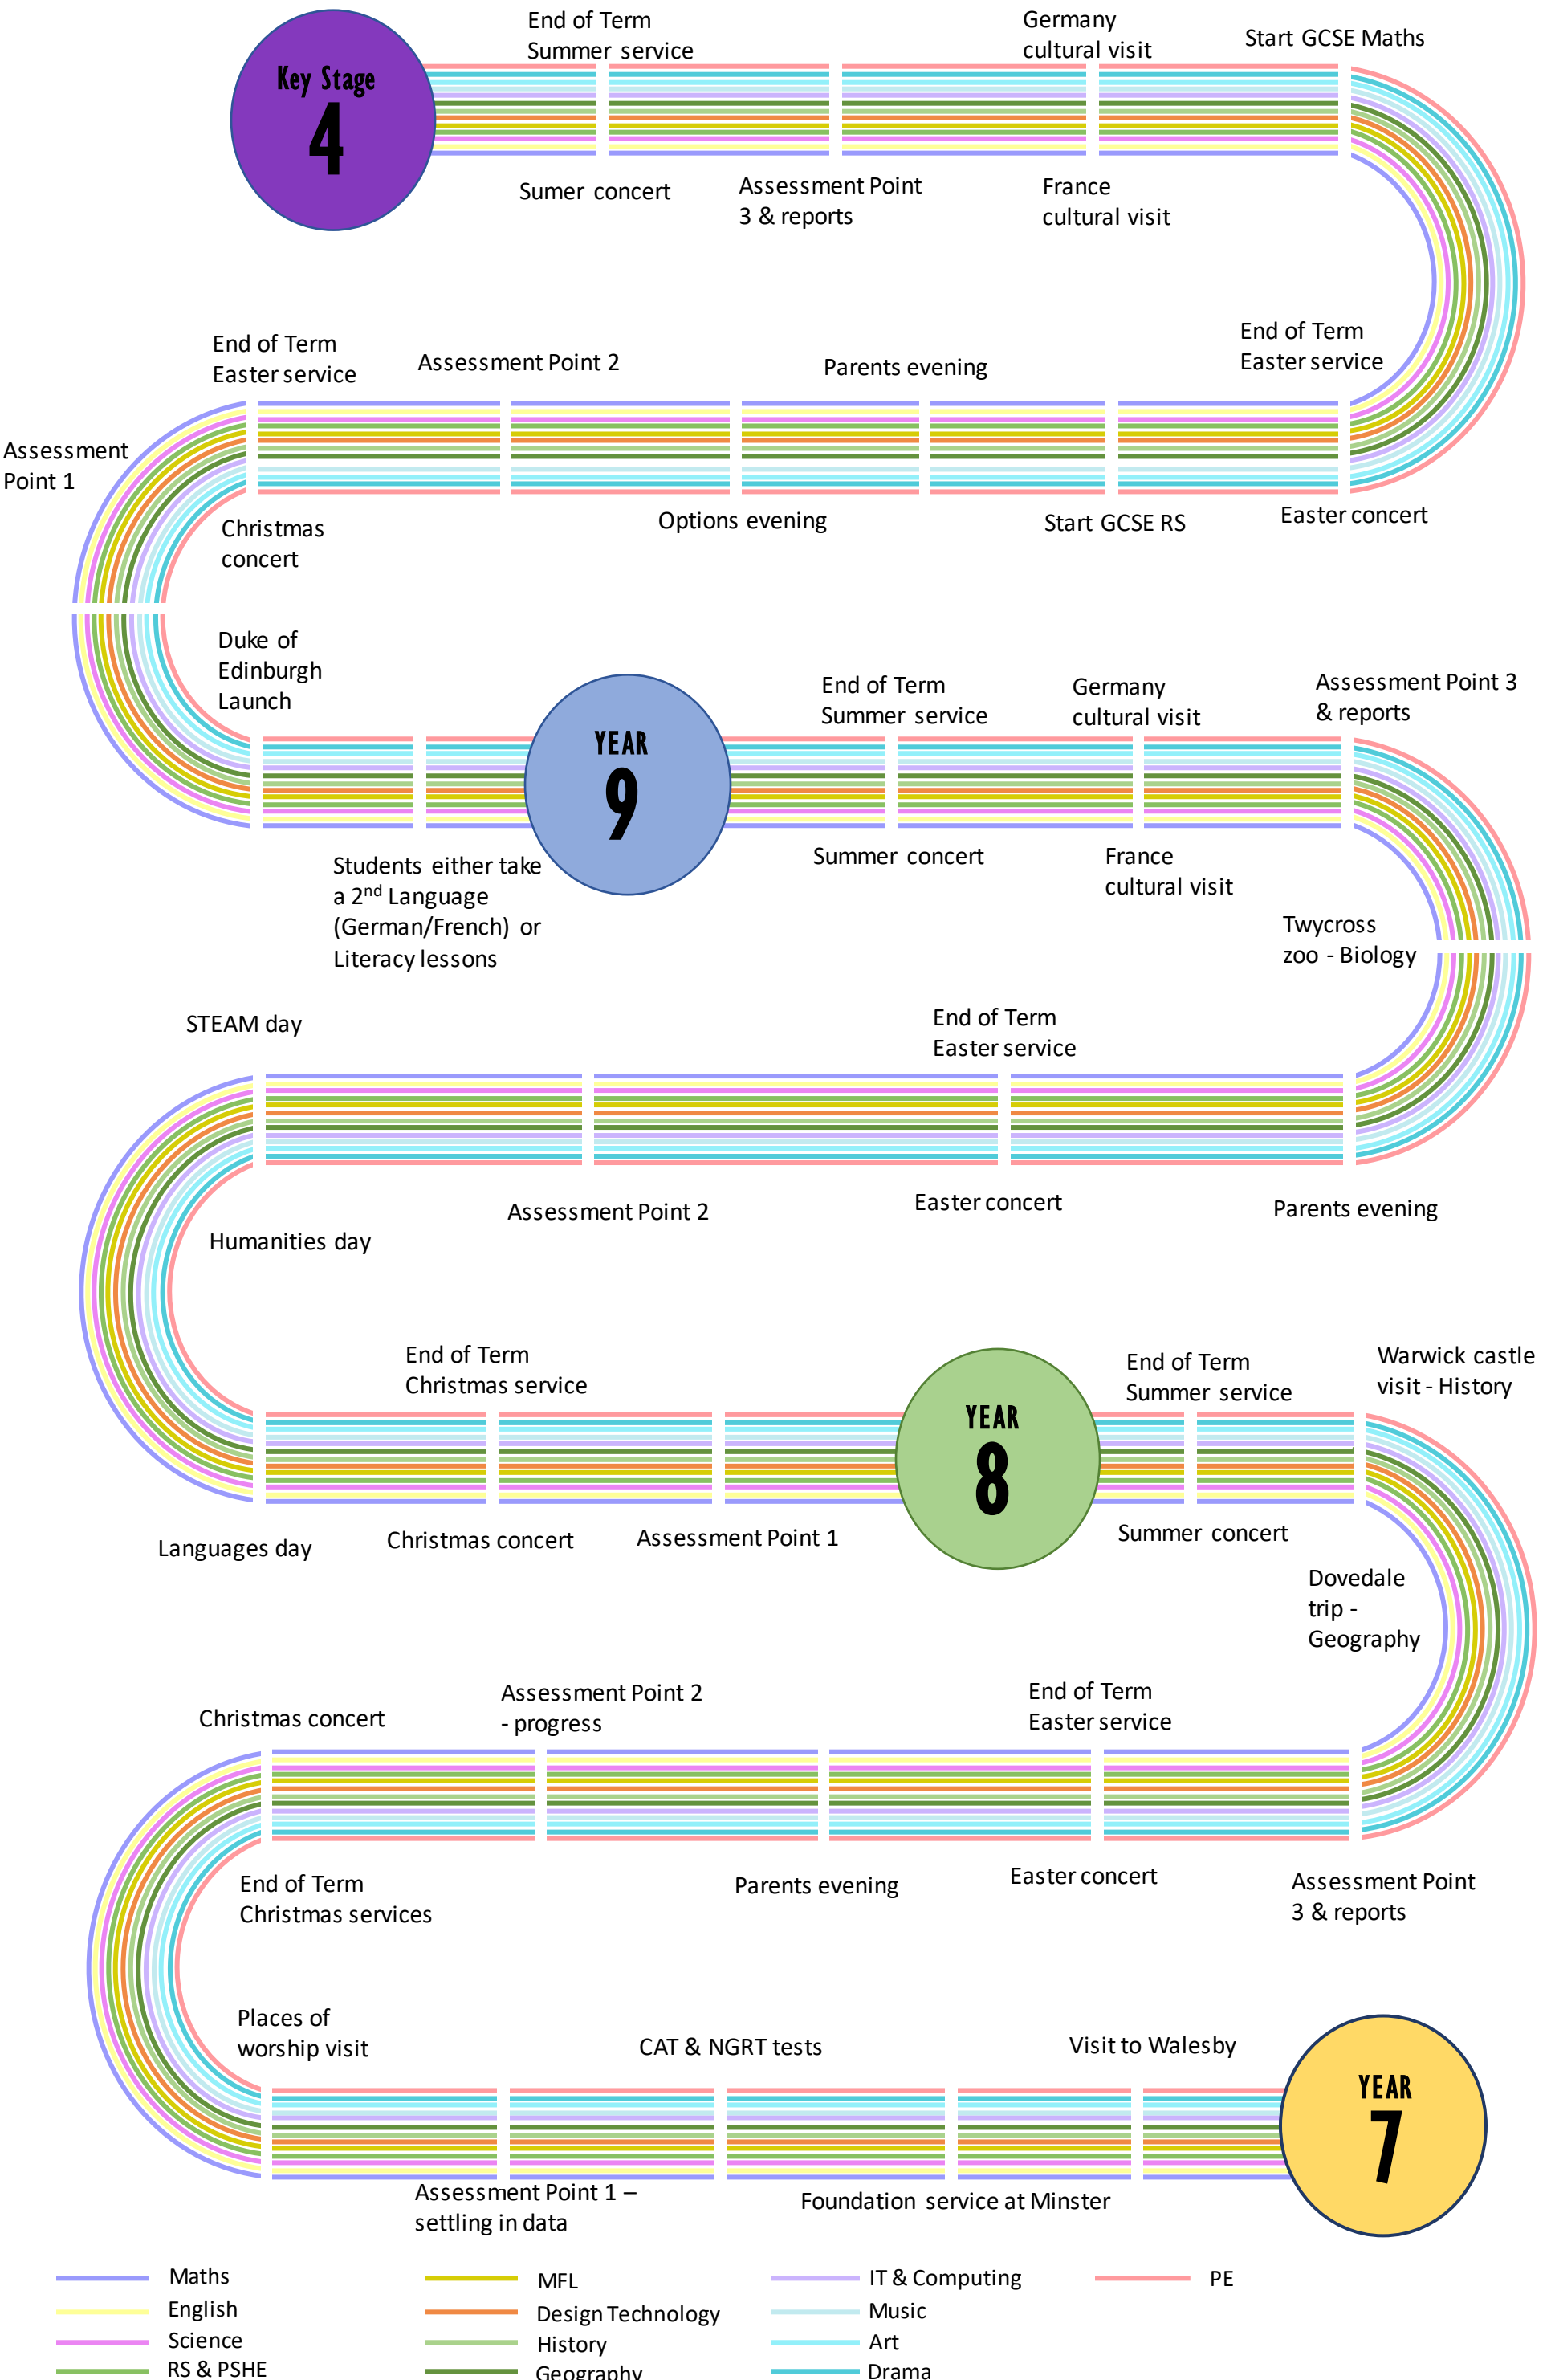 End of Term
Summer service
Germany
cultural visit
Start GCSE Maths
Key Stage
4
Sumer concert
Assessment Point
3 & reports
France
cultural visit
End of Term
Easter service
Assessment Point 2
Parents evening
End of Term
Easter service
Assessment
Point 1
Christmas
concert
Options evening
Start GCSE RS
Easter concert
Duke of
Edinburgh
Launch
YEAR
9
End of Term
Summer service
Germany
cultural visit
Assessment Point 3
& reports
Students either take
a 2nd Language
(German/French) or
Literacy lessons
Summer concert
France
cultural visit
Twycross
zoo - Biology
STEAM day
End of Term
Easter service
Humanities day
Assessment Point 2
Easter concert
Parents evening
End of Term
Christmas service
YEAR
8
End of Term
Summer service
Warwick castle
visit - History
Languages day
Christmas concert
Assessment Point 1
Summer concert
Dovedale
trip -
Geography
Christmas concert
Assessment Point 2
- progress
End of Term
Easter service
End of Term
Christmas services
Parents evening
Easter concert
Assessment Point
3 & reports
Places of
worship visit
CAT & NGRT tests
Visit to Walesby
YEAR
7
Assessment Point 1 –
settling in data
Foundation service at Minster
Maths
English
Science
RS & PSHE
MFL
Design Technology
History
Geography
IT & Computing
Music
Art
Drama
PE